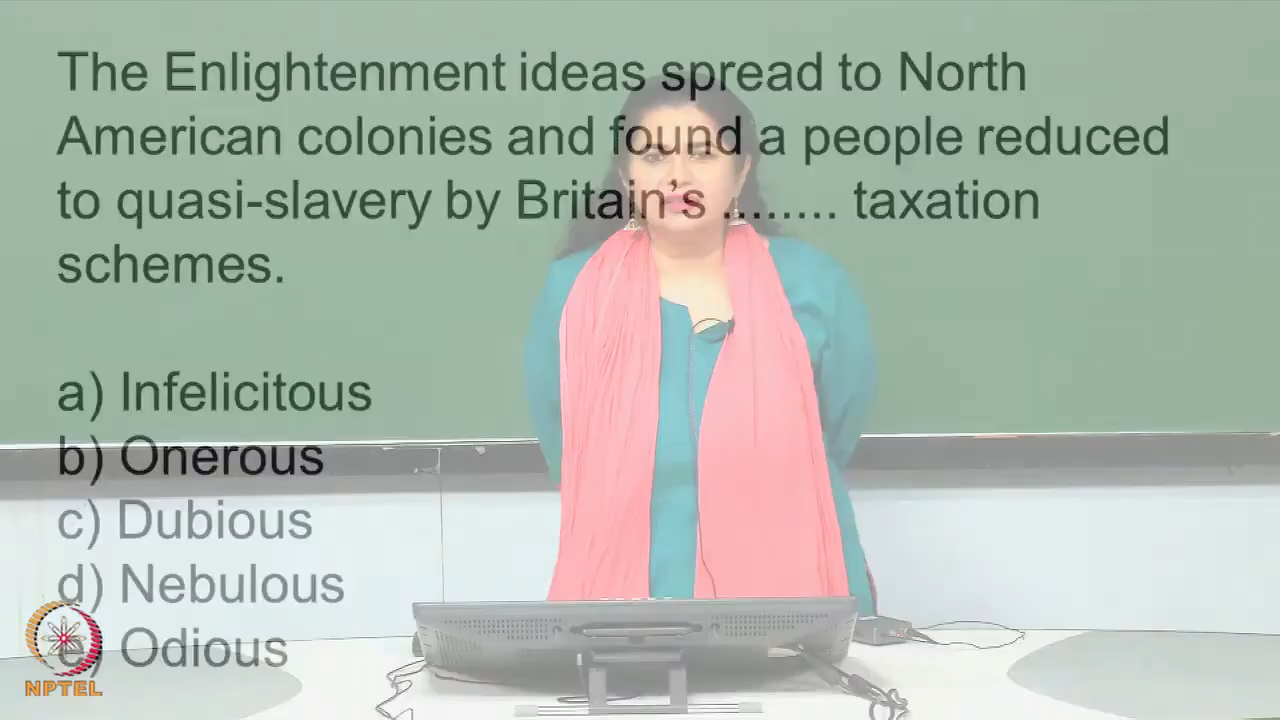 The Enlightenment ideas spread to North
American colonies and found a people reduced
to quasi-slavery by Britain's ........ taxation
schemes.
a) Infelicitous
b) Onerous
c) Dubious
d) Nebulous
e) Odious
NPTEL